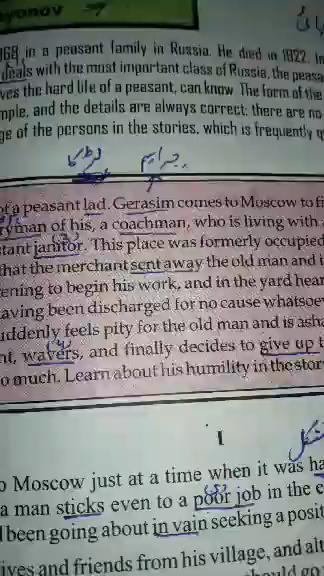 yonov
پائی
868 in a peasant family in Russia. He died in 1922. In
deals with the most important class of Russia, the peasa
ves the hard life of a peasant, can know. The form of the
mple, and the details are always correct: there are no
ge of the persons in the stories, which is frequently q
of a peasant lad. Gerasim comes to Moscow to fi
ryman of his, a coachman, who is living with
stant janitor. This place was formerly occupied
that the merchant sent away the old man and i
ening to begin his work, and in the yard hear
aving been discharged for no cause whatsoev
uddenly feels pity for the old man and is asha
nt, wavers, and finally decides to give up t
o much. Learn about his humility in the stor
I
مشکل
o Moscow just at a time when it was ha
a man sticks even to a poor job in the e
been going about in vain seeking a posit
ives and friends from his village, and alt
should go